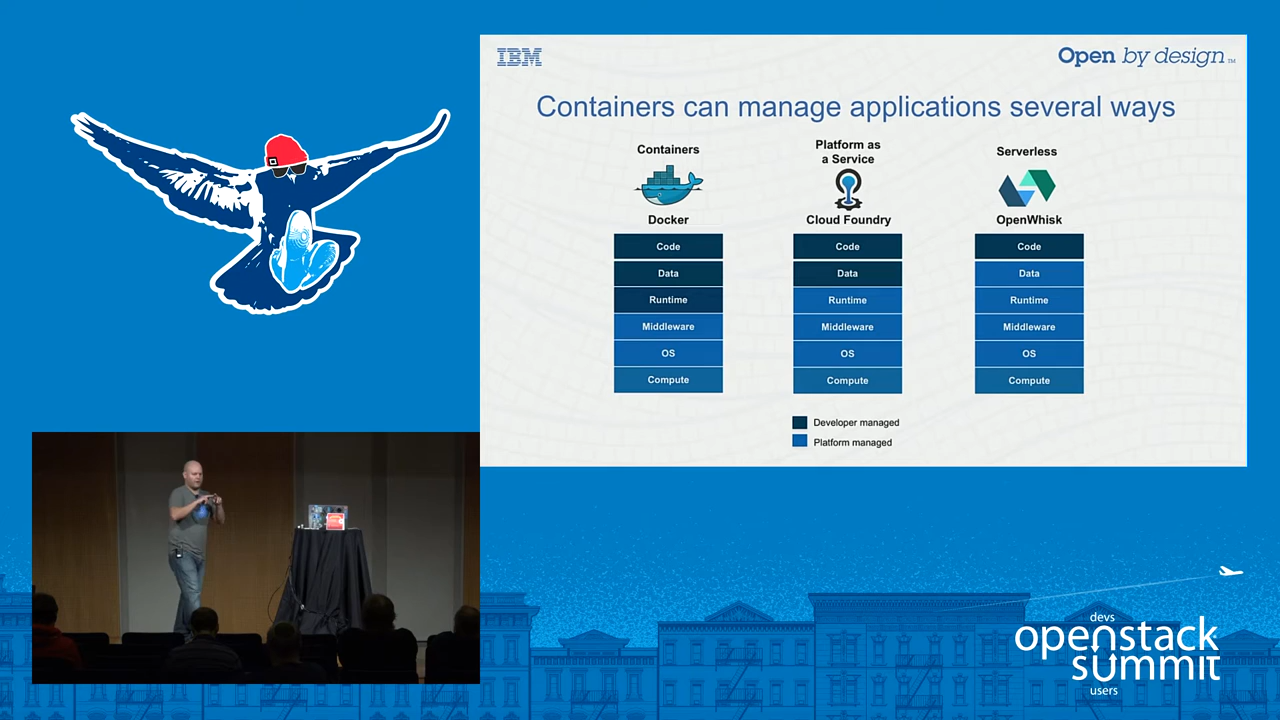 IBM
Open by design™
Containers can manage applications several ways
Containers
Docker
Code
Data
Runtime
Middleware
OS
Compute
Platform as
a Service
Cloud Foundry
Code
Data
Runtime
Middleware
OS
Compute
Serverless
OpenWhisk
Code
Data
Runtime
Middleware
OS
Compute
Developer managed
Platform managed
devs
openstack
summit
users